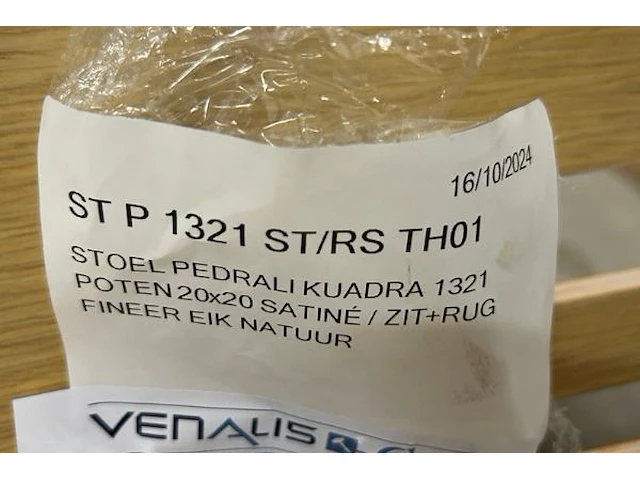 16/10/2024
ST P 1321 ST/RS TH01
STOEL PEDRALI KUADRA 1321
POTEN 20x20 SATINÉ / ZIT+RUG
FINEER EIK NATUUR
VENALIS